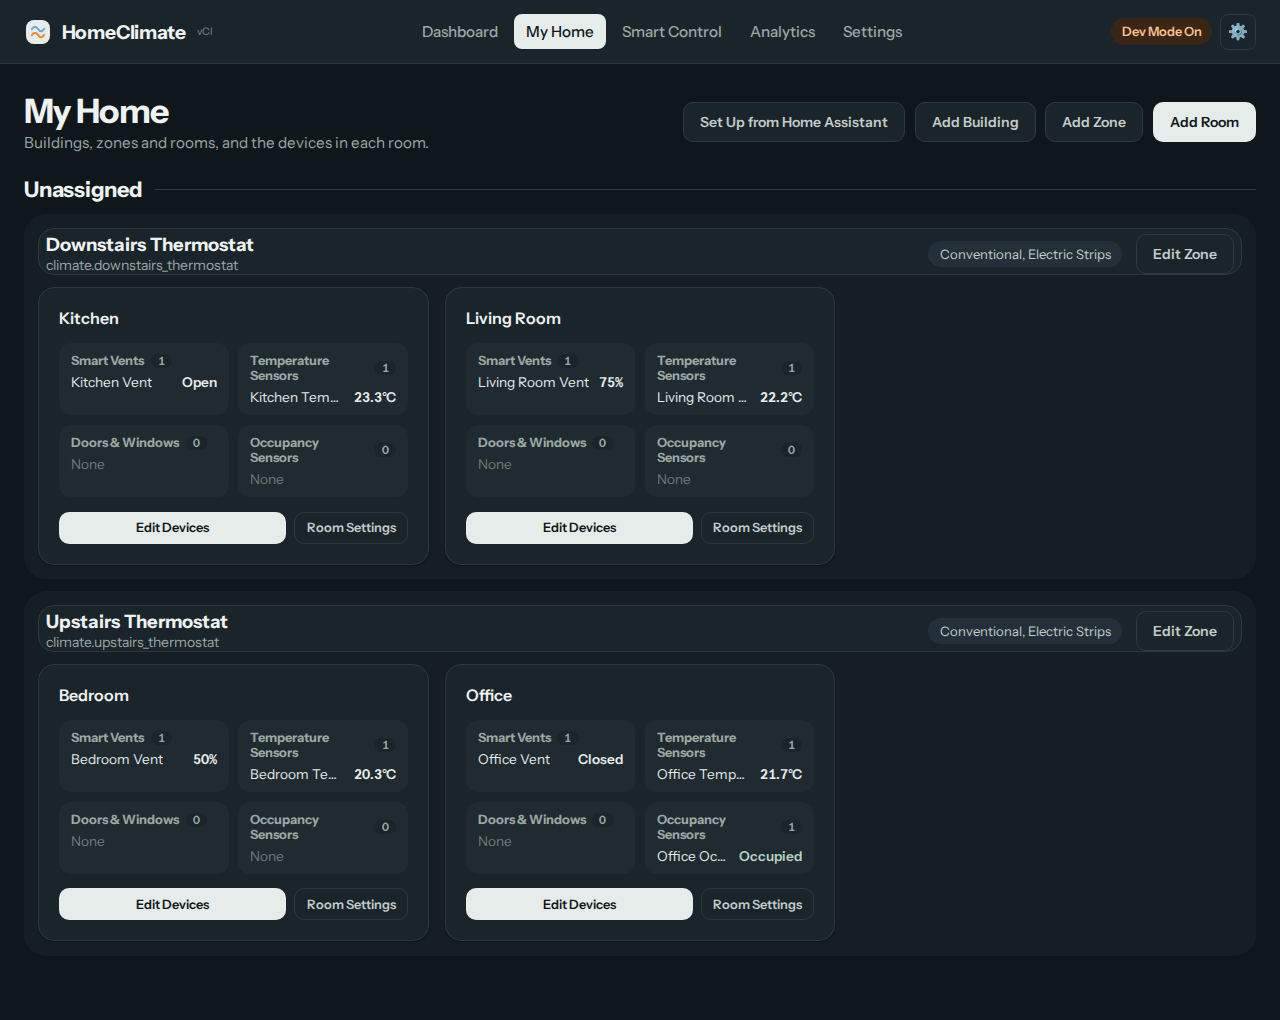 HomeClimate vCI
Dashboard
My Home
Smart Control
Analytics
Settings
Dev Mode On
My Home
Buildings, zones and rooms, and the devices in each room.
Set Up from Home Assistant
Add Building
Add Zone
Add Room
Unassigned
Downstairs Thermostat
climate.downstairs_thermostat
Conventional, Electric Strips
Edit Zone
Kitchen
Smart Vents 1
Kitchen Vent Open
Temperature
Sensors 1
Kitchen Tem... 23.3°C
Doors & Windows 0
None
Occupancy
Sensors 0
None
Edit Devices
Room Settings
Living Room
Smart Vents 1
Living Room Vent 75%
Temperature
Sensors 1
Living Room ... 22.2°C
Doors & Windows 0
None
Occupancy
Sensors 0
None
Edit Devices
Room Settings
Upstairs Thermostat
climate.upstairs_thermostat
Conventional, Electric Strips
Edit Zone
Bedroom
Smart Vents 1
Bedroom Vent 50%
Temperature
Sensors 1
Bedroom Te... 20.3°C
Doors & Windows 0
None
Occupancy
Sensors 0
None
Edit Devices
Room Settings
Office
Smart Vents 1
Office Vent Closed
Temperature
Sensors 1
Office Temp... 21.7°C
Doors & Windows 0
None
Occupancy
Sensors 1
Office Oc... Occupied
Edit Devices
Room Settings